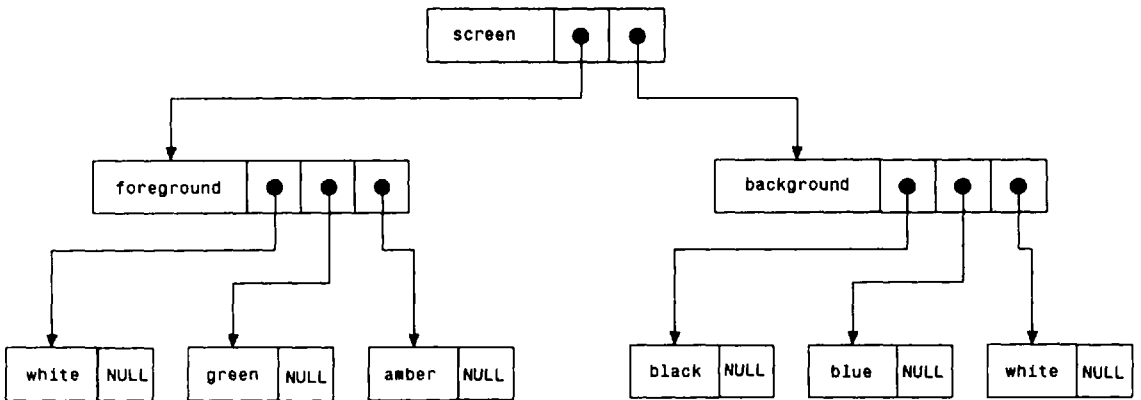 screen
foreground
background
white NULL
green NULL
amber NULL
black NULL
blue NULL
white NULL